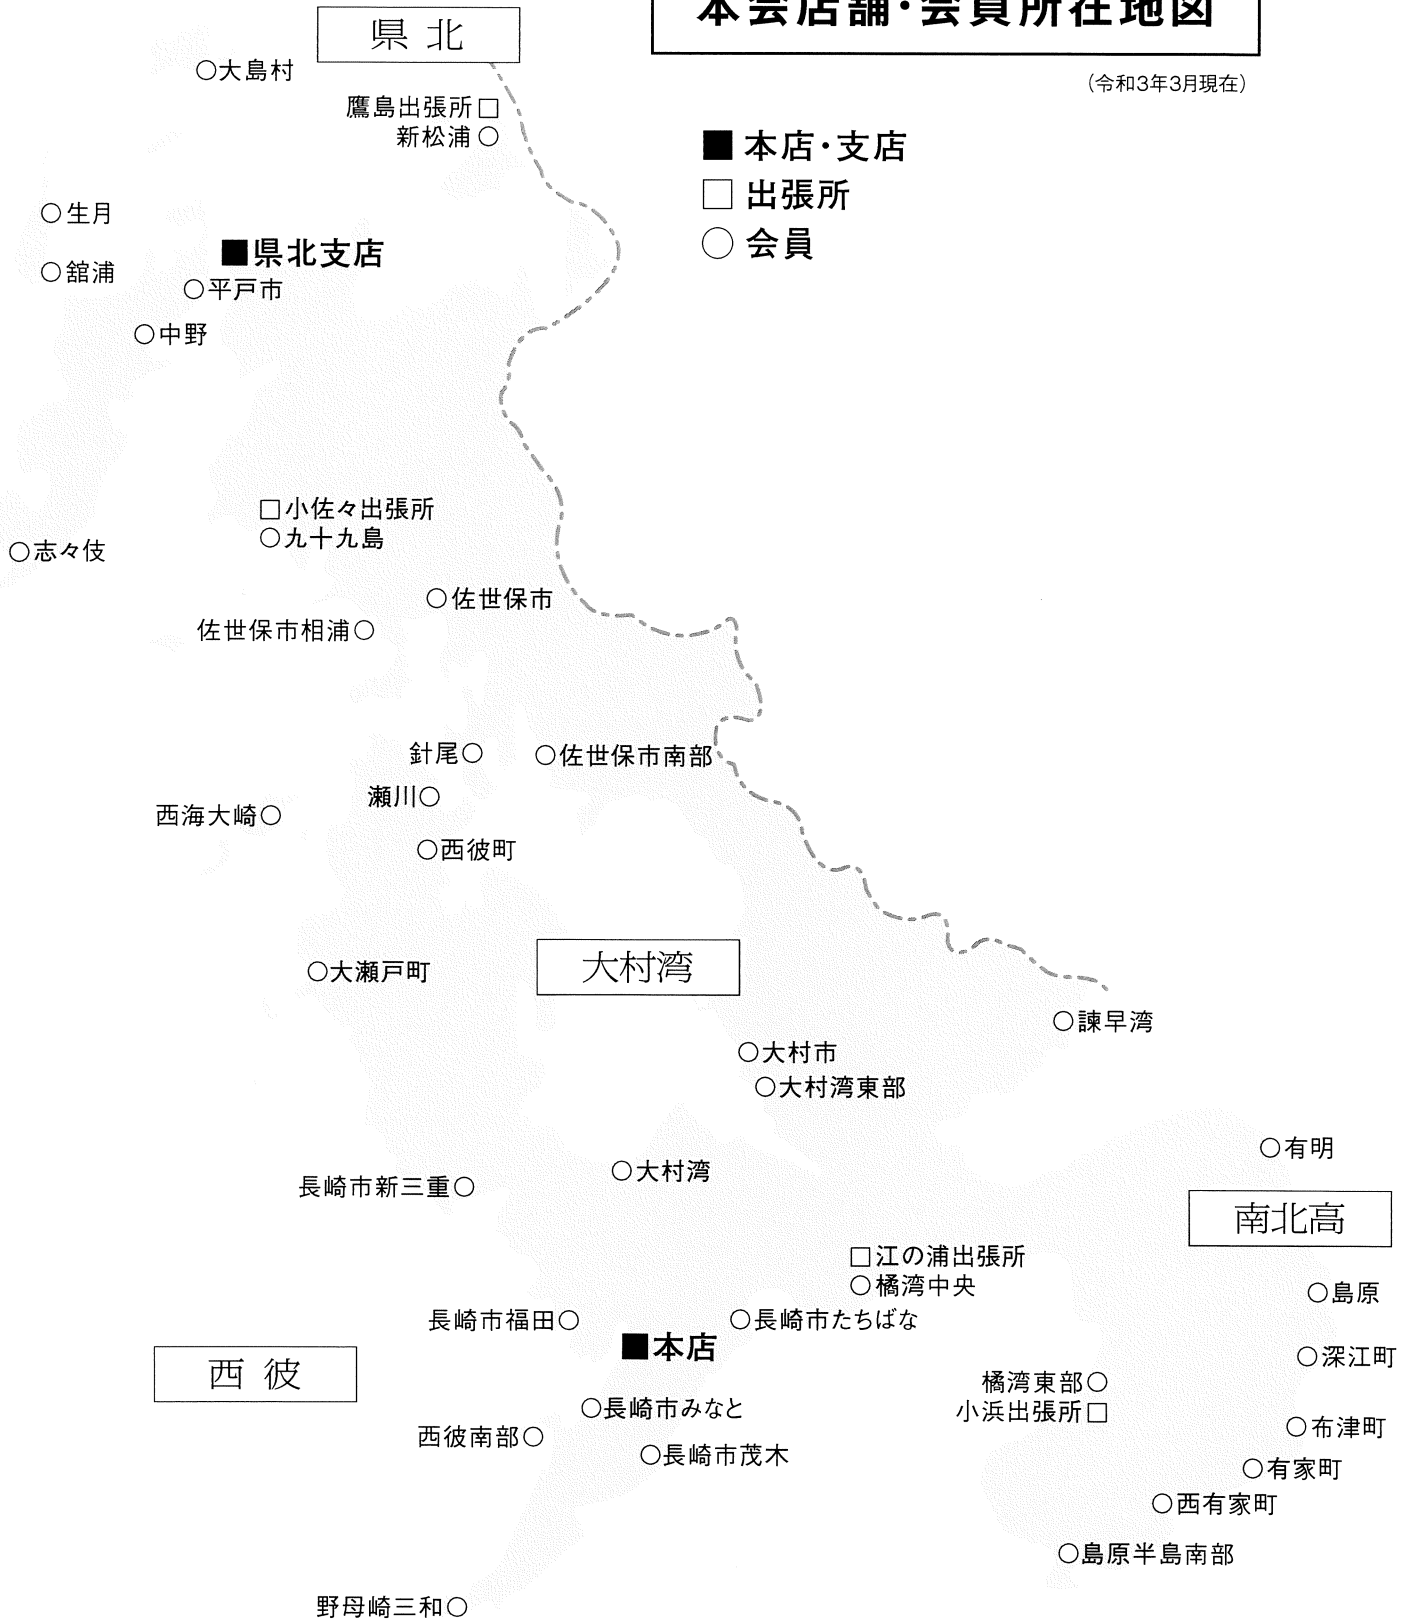 本会店舗・会員所在地図
(令和3年3月現在)
■本店・支店
□出張所
○会員
県北
○大島村
鷹島出張所□
新松浦○
○生月
■県北支店
○舘浦
○平戸市
○中野
□小佐々出張所
○九十九島
○志々伎
○佐世保市
佐世保市相浦○
針尾○
○佐世保市南部
瀬川○
西海大崎○
○西彼町
大村湾
○大瀬戸町
○諫早湾
○大村市
○大村湾東部
○有明
○大村湾
長崎市新三重○
南北高
□江の浦出張所
○橘湾中央
○島原
長崎市福田○
○長崎市たちばな
■本店
○深江町
西彼
橘湾東部○
小浜出張所□
○長崎市みなと
○布津町
西彼南部○
○長崎市茂木
○有家町
○西有家町
○島原半島南部
野母崎三和○